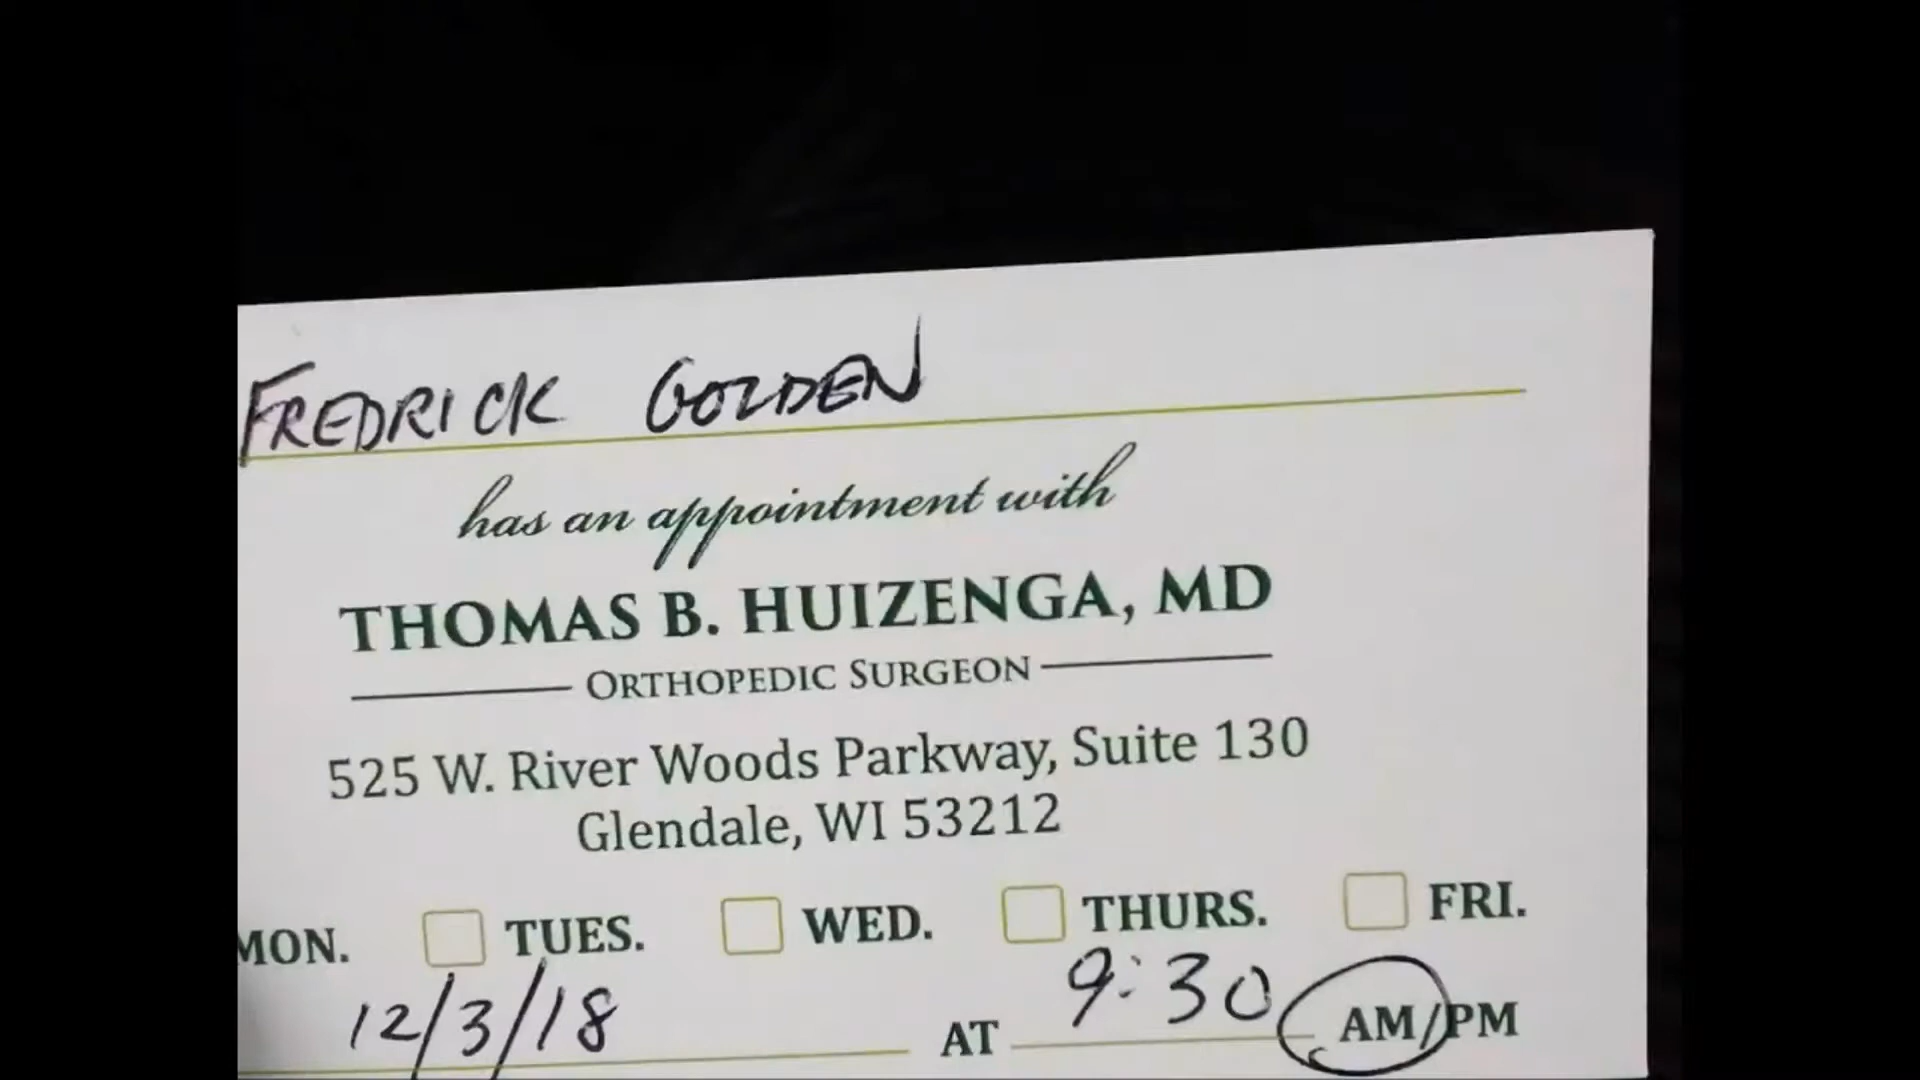 FREDRICK GOLDEN
has an appointment with
THOMAS B. HUIZENGA, MD
ORTHOPEDIC SURGEON
525 W. River Woods Parkway, Suite 130
Glendale, WI 53212
MON. TUES. WED. THURS. FRI.
12/3/18 AT 9:30 AM/PM